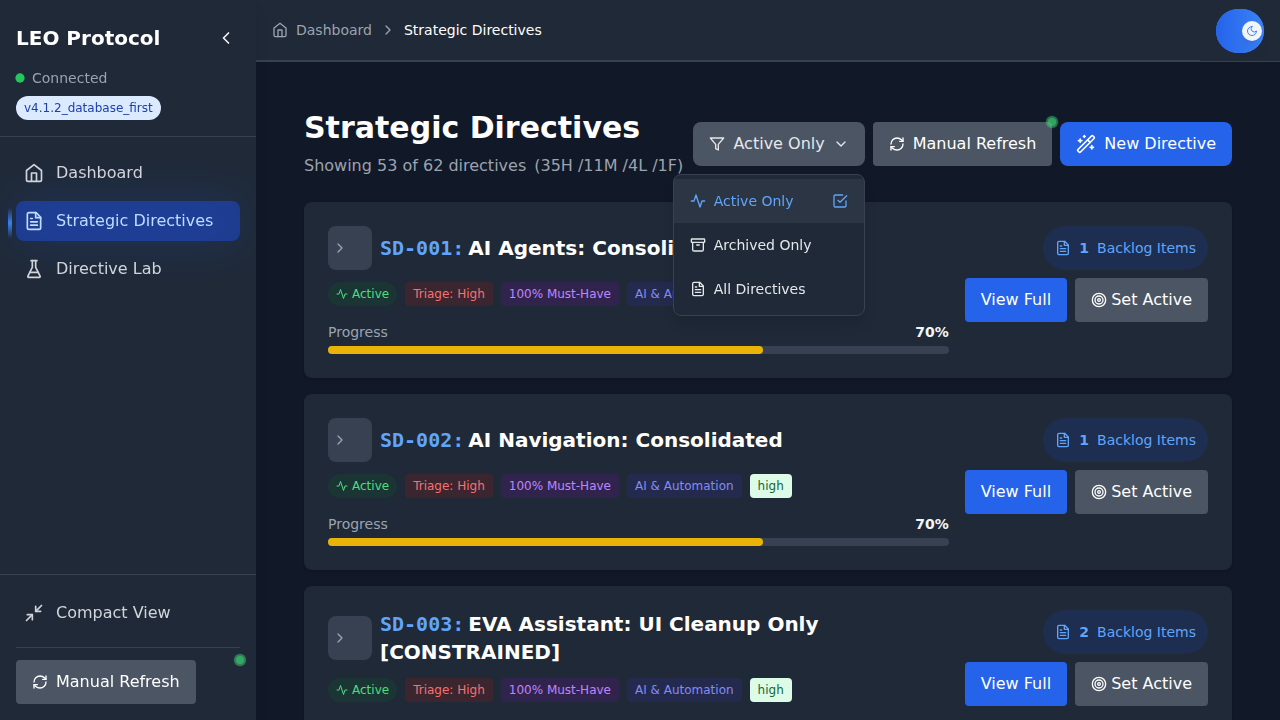 LEO Protocol
Connected
v4.1.2_database_first
Dashboard
Strategic Directives
Directive Lab
Compact View
Manual Refresh
Dashboard
Strategic Directives
Strategic Directives
Showing 53 of 62 directives (35H /11M /4L /1F)
Active Only
Manual Refresh
New Directive
Active Only
Archived Only
All Directives
SD-001: AI Agents: Consoli
1 Backlog Items
Active
Triage: High
100% Must-Have
AI & A
View Full
Set Active
Progress
70%
SD-002: AI Navigation: Consolidated
1 Backlog Items
Active
Triage: High
100% Must-Have
AI & Automation
high
View Full
Set Active
Progress
70%
SD-003: EVA Assistant: UI Cleanup Only
[CONSTRAINED]
2 Backlog Items
Active
Triage: High
100% Must-Have
AI & Automation
high
View Full
Set Active